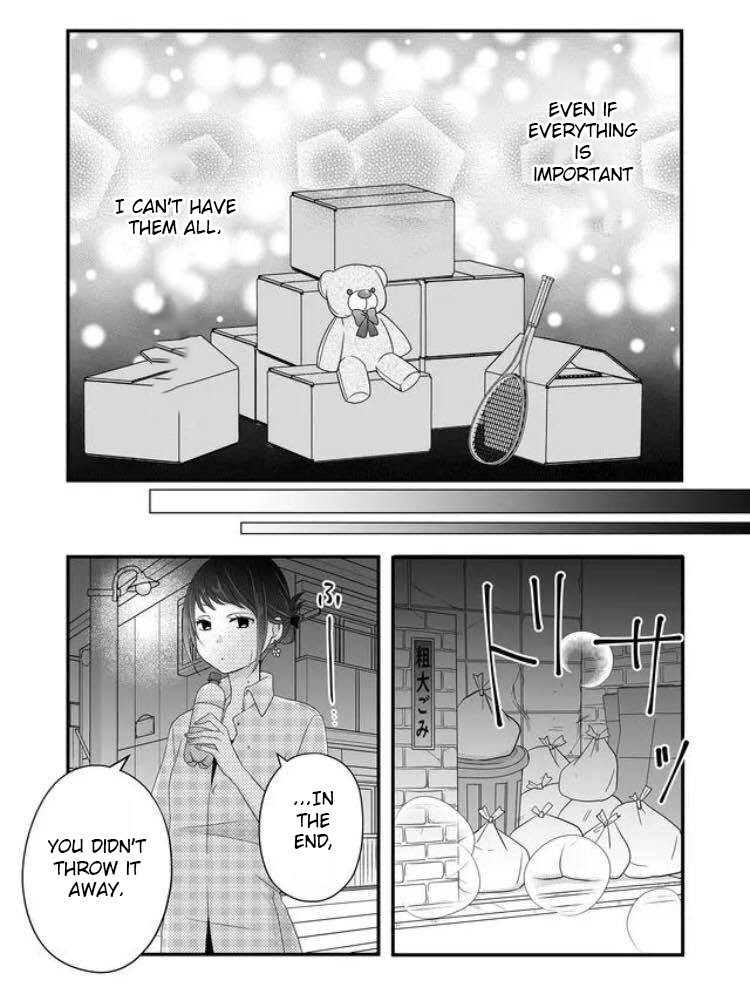 EVEN IF
EVERYTHING
IS
IMPORTANT
I CAN'T HAVE
THEM ALL.
ドサッ
粗大ごみ
ふー…
...IN
THE
END,
YOU DIDN'T
THROW IT
AWAY.